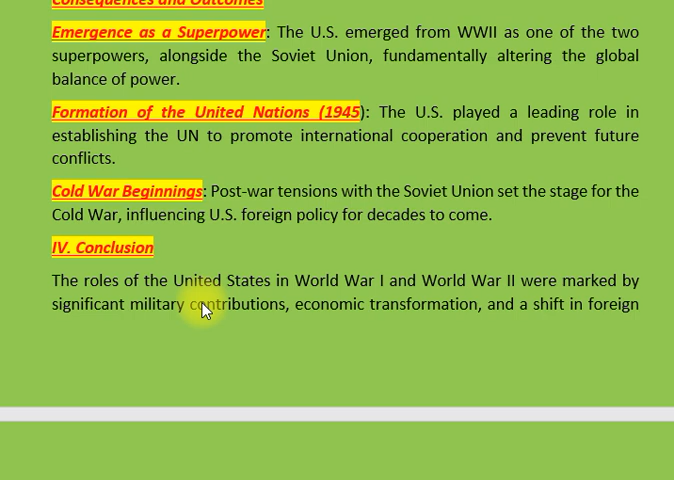 Consequences and Outcomes
Emergence as a Superpower: The U.S. emerged from WWII as one of the two
superpowers, alongside the Soviet Union, fundamentally altering the global
balance of power.
Formation of the United Nations (1945): The U.S. played a leading role in
establishing the UN to promote international cooperation and prevent future
conflicts.
Cold War Beginnings: Post-war tensions with the Soviet Union set the stage for the
Cold War, influencing U.S. foreign policy for decades to come.
IV. Conclusion
The roles of the United States in World War I and World War II were marked by
significant military contributions, economic transformation, and a shift in foreign